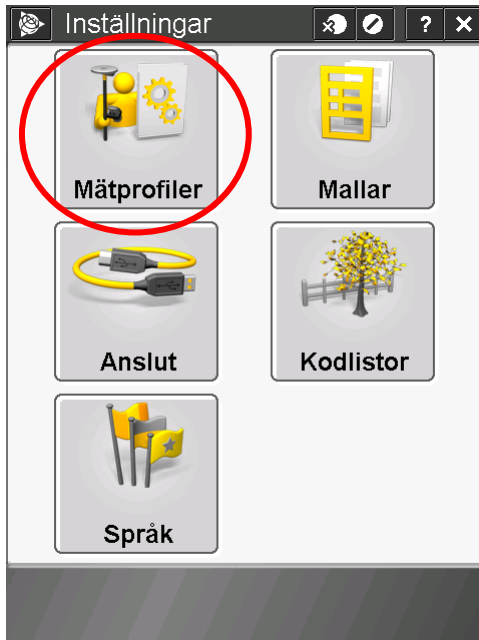 Inställningar
?
Mätprofiler
Mallar
Anslut
Kodlistor
Språk